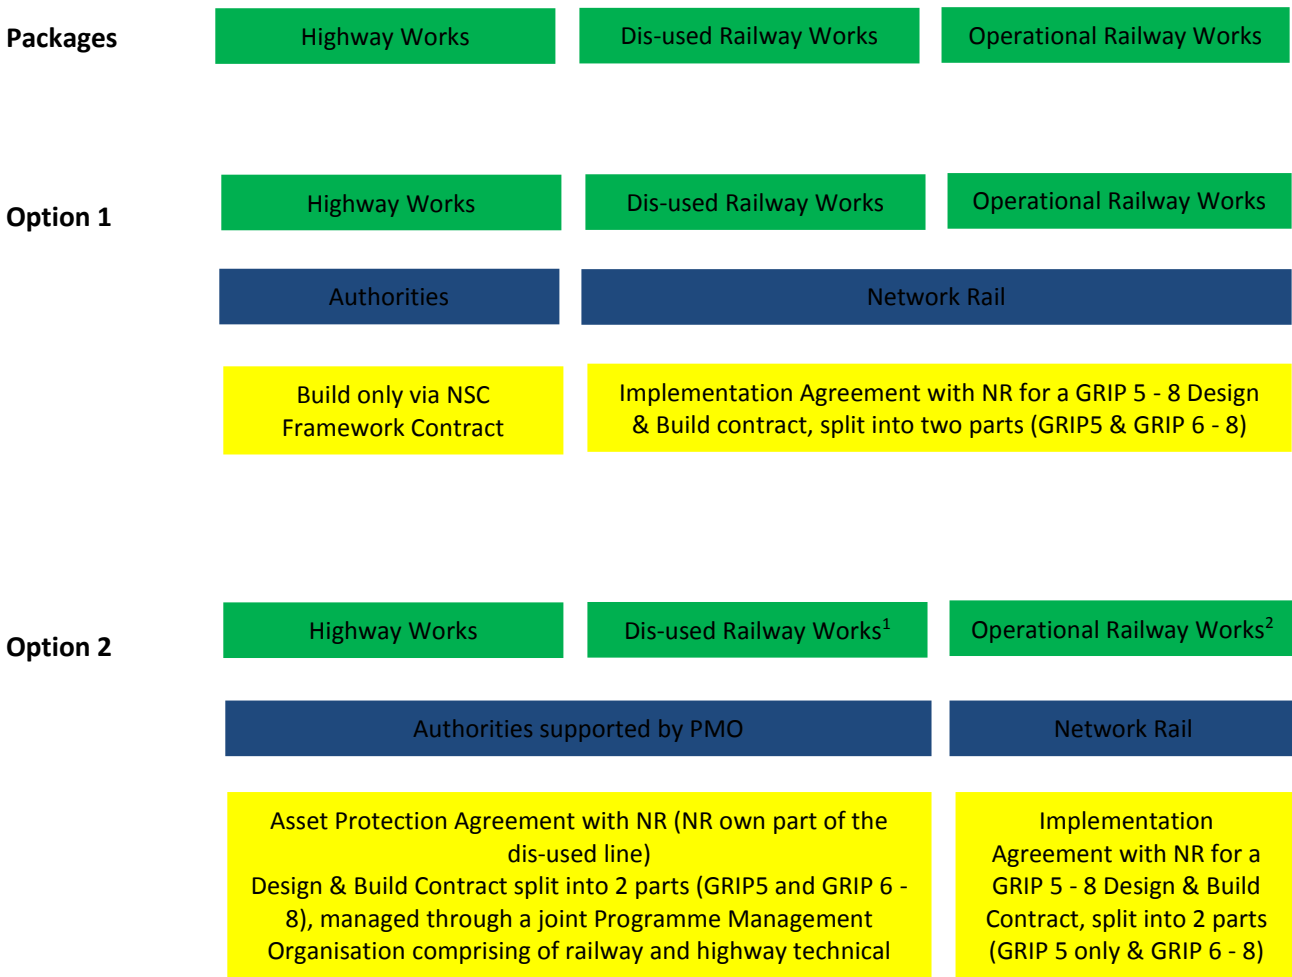 Packages
Highway Works
Dis-used Railway Works
Operational Railway Works
Option 1
Highway Works
Dis-used Railway Works
Operational Railway Works
Authorities
Network Rail
Build only via NSC
Framework Contract
Implementation Agreement with NR for a GRIP 5 - 8 Design
& Build contract, split into two parts (GRIP5 & GRIP 6 - 8)
Option 2
Highway Works
Dis-used Railway Works¹
Operational Railway Works²
Authorities supported by PMO
Network Rail
Asset Protection Agreement with NR (NR own part of the
dis-used line)
Design & Build Contract split into 2 parts (GRIP5 and GRIP 6 -
8), managed through a joint Programme Management
Organisation comprising of railway and highway technical
Implementation
Agreement with NR for a
GRIP 5 - 8 Design & Build
Contract, split into 2 parts
(GRIP 5 only & GRIP 6 - 8)